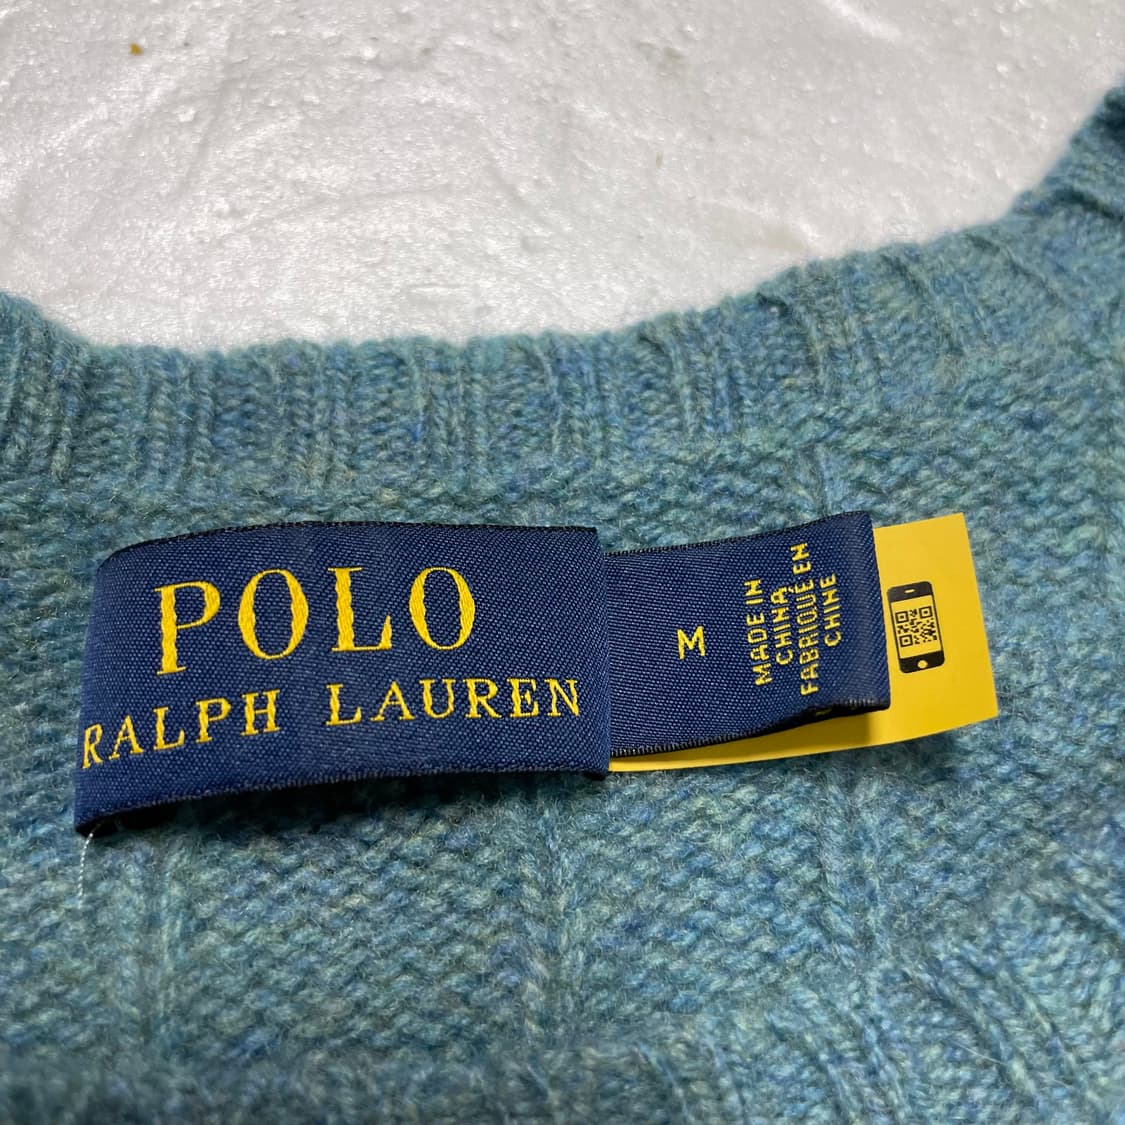 POLO
RALPH LAUREN
M
MADE IN
CHINA
FABRIQUÉ EN
CHINE